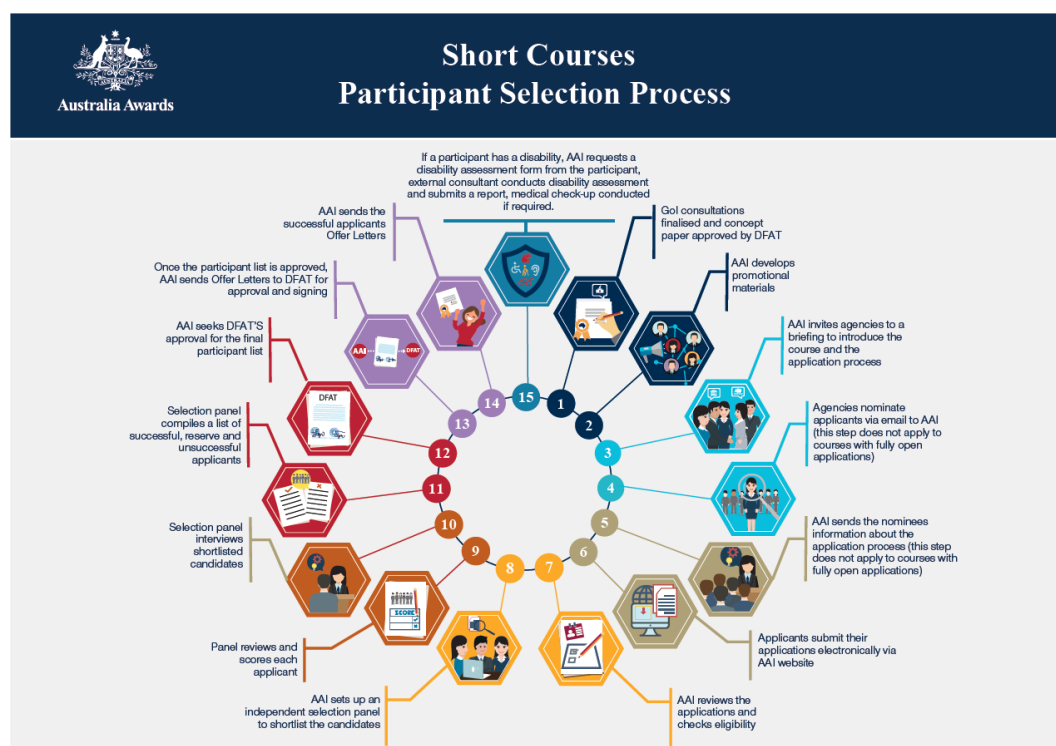 Australia Awards
Short Courses
Participant Selection Process
If a participant has a disability, AAI requests a
disability assessment form from the participant,
external consultant conducts disability assessment
and submits a report, medical check-up conducted
if required.
GoI consultations
finalised and concept
paper approved by DFAT
AAI develops
promotional
materials
AAI invites agencies to a
briefing to introduce the
course and the
application process
Agencies nominate
applicants via email to AAI
(this step does not apply to
courses with fully open
applications)
AAI sends the nominees
information about the
application process (this step
does not apply to courses with
fully open applications)
Applicants submit their
applications electronically via
AAI website
AAI reviews the
applications and
checks eligibility
AAI sets up an
independent selection panel
to shortlist the candidates
Panel reviews and
scores each
applicant
Selection panel
interviews
shortlisted
candidates
Selection panel
compiles a list of
successful, reserve and
unsuccessful
applicants
AAI seeks DFAT'S
approval for the final
participant list
Once the participant list is approved,
AAI sends Offer Letters to DFAT for
approval and signing
AAI sends the
successful applicants
Offer Letters
1
2
3
4
5
6
7
8
9
10
11
12
13
14
15
AAI
DFAT
DFAT
SCORE